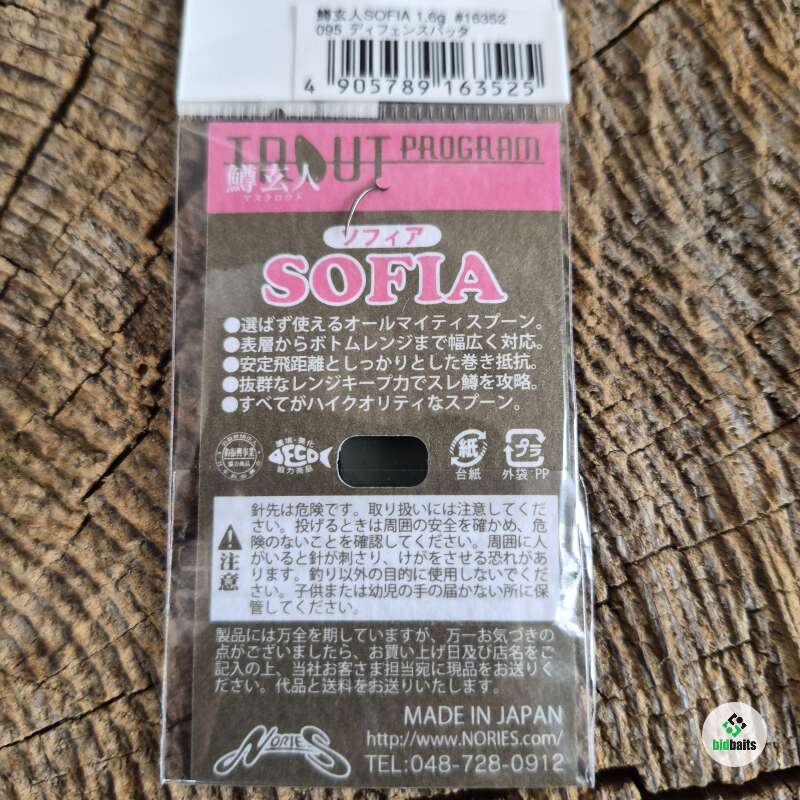 鱒玄人SOFIA 1.6g #16352
095 ディフェンスバッタ
4 905789 163525
TROUT PROGRAM
鱒玄人
マスクロウト
ソフィア
SOFIA
●選ばず使えるオールマイティスプーン。
●表層からボトムレンジまで幅広く対応。
●安定飛距離としっかりとした巻き抵抗。
●抜群なレンジキープ力でスレ鱒を攻略。
●すべてがハイクオリティなスプーン。
環境・美化
ECO
協力商品
協力商品
紙
台紙
プラ
外袋:PP
注意
針先は危険です。取り扱いには注意してくだ
さい。投げるときは周囲の安全を確かめ、危
険のないことを確認してください。周囲に人
がいると針が刺さり、けがをさせる恐れがあ
ります。釣り以外の目的に使用しないでくだ
さい。子供または幼児の手の届かない所に保
管してください。
製品には万全を期していますが、万一お気づきの
点がございましたら、お買い上げ日及び店名をご
記入の上、当社お客さま担当宛に現品をお送りく
ださい。代品と送料をお送りいたします。
NORIES
MADE IN JAPAN
http://www.NORIES.com/
TEL:048-728-0912
bidbaits